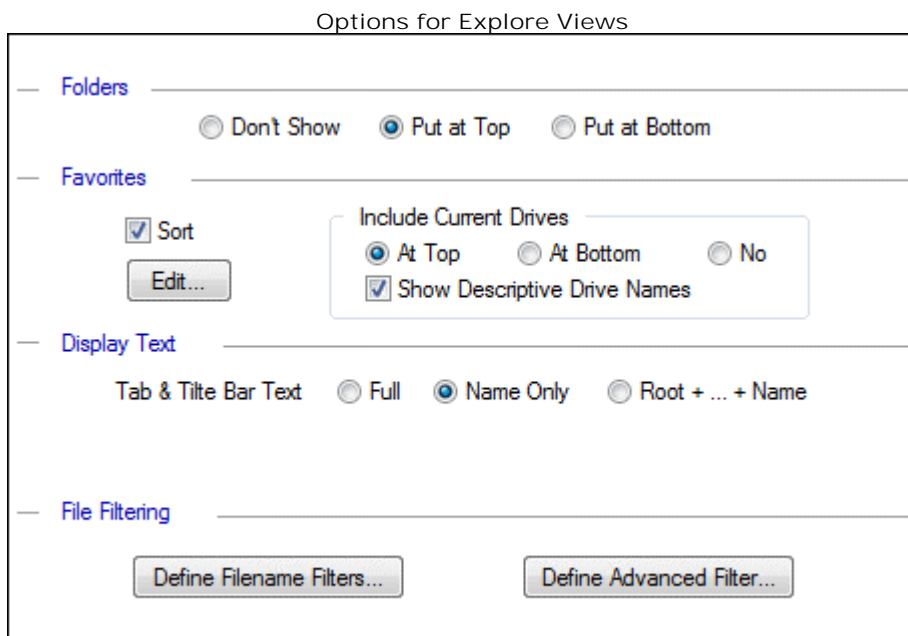 Options for Explore Views
Folders
Don't Show Put at Top Put at Bottom
Favorites
Sort
Edit...
Include Current Drives
At Top At Bottom No
Show Descriptive Drive Names
Display Text
Tab & Tilte Bar Text Full Name Only Root + ... + Name
File Filtering
Define Filename Filters... Define Advanced Filter...